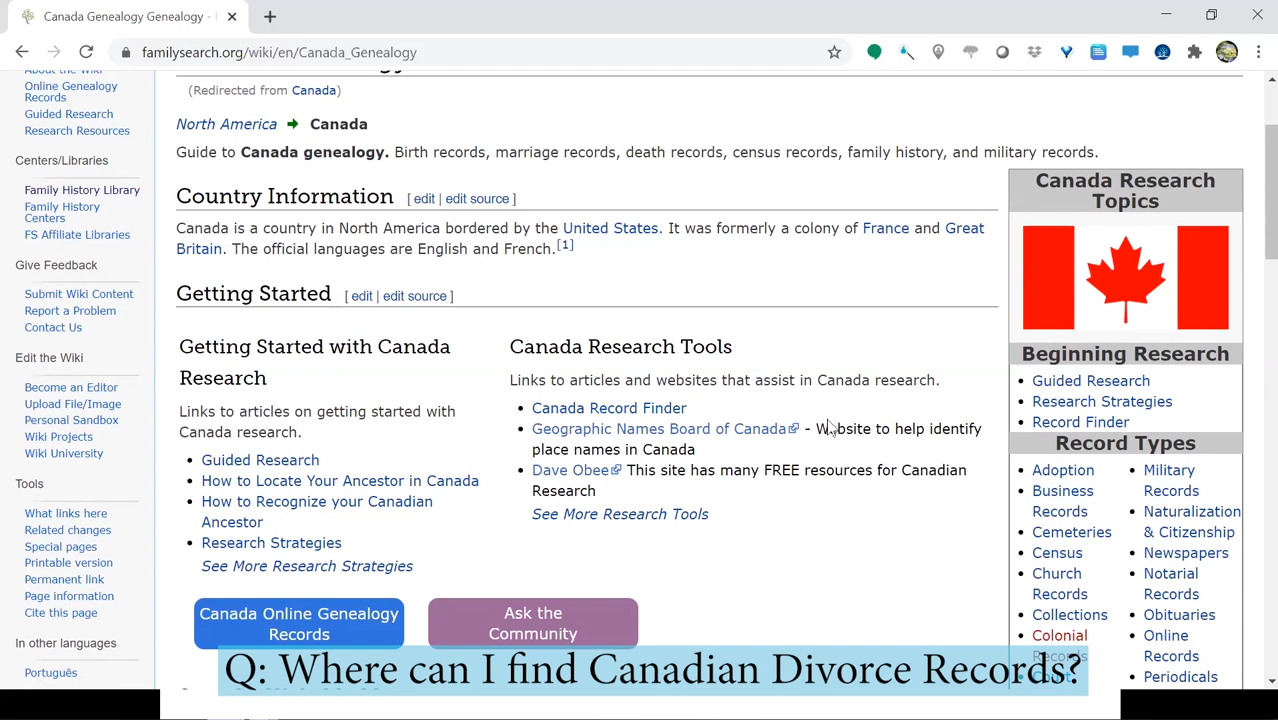 Canada Genealogy Genealogy -
familysearch.org/wiki/en/Canada_Genealogy
About the Wiki
Online Genealogy
Records
Guided Research
Research Resources
Centers/Libraries
Family History Library
Family History
Centers
FS Affiliate Libraries
Give Feedback
Submit Wiki Content
Report a Problem
Contact Us
Edit the Wiki
Become an Editor
Upload File/Image
Personal Sandbox
Wiki Projects
Wiki University
Tools
What links here
Related changes
Special pages
Printable version
Permanent link
Page information
Cite this page
In other languages
Português
(Redirected from Canada)
North America Canada
Guide to Canada genealogy. Birth records, marriage records, death records, census records, family history, and military records.
Country Information [ edit | edit source ]
Canada is a country in North America bordered by the United States. It was formerly a colony of France and Great
Britain. The official languages are English and French.[1]
Getting Started [ edit | edit source ]
Getting Started with Canada
Research
Links to articles on getting started with
Canada research.
• Guided Research
• How to Locate Your Ancestor in Canada
• How to Recognize your Canadian
Ancestor
• Research Strategies
See More Research Strategies
Canada Research Tools
Links to articles and websites that assist in Canada research.
• Canada Record Finder
• Geographic Names Board of Canada - Website to help identify
place names in Canada
• Dave Obee This site has many FREE resources for Canadian
Research
See More Research Tools
Canada Online Genealogy
Records
Ask the
Community
Canada Research
Topics
Beginning Research
• Guided Research
• Research Strategies
• Record Finder
Record Types
• Adoption
• Business
Records
• Cemeteries
• Census
• Church
Records
• Collections
• Colonial
Records
• Military
Records
• Naturalization
& Citizenship
• Newspapers
• Notarial
Records
• Obituaries
• Online
Records
• Periodicals
Q: Where can I find Canadian Divorce Records?